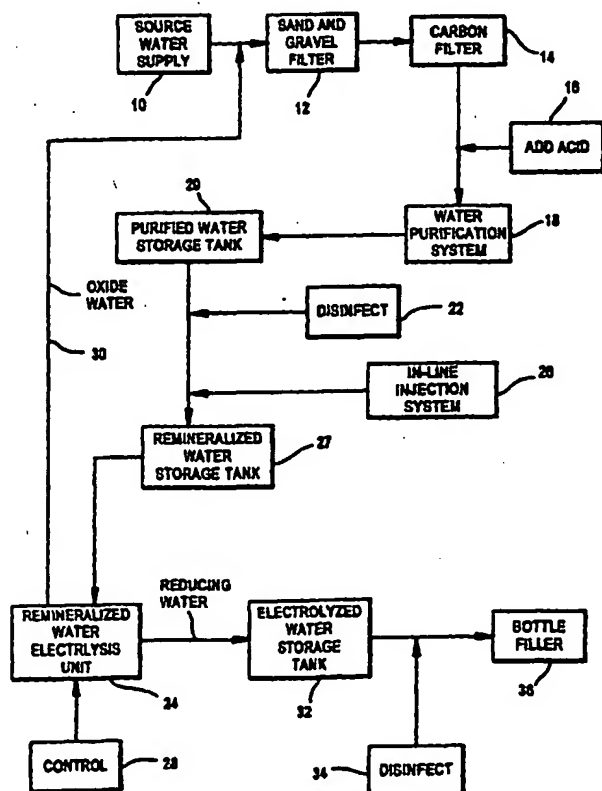 SOURCE
WATER
SUPPLY
10
SAND AND
GRAVEL
FILTER
12
CARBON
FILTER
14
16
ADD ACID
20
PURIFIED WATER
STORAGE TANK
WATER
PURIFICATION
SYSTEM
18
OXIDE
WATER
30
DISIDFECT
22
IN-LINE
INJECTION
SYSTEM
26
REMINERALIZED
WATER
STORAGE TANK
27
REMINERALIZED
WATER
ELECTRLYSIS
UNIT
24
REDUCING
WATER
ELECTROLYZED
WATER
STORAGE
TANK
32
BOTTLE
FILLER
36
CONTROL
28
34
DISINFECT